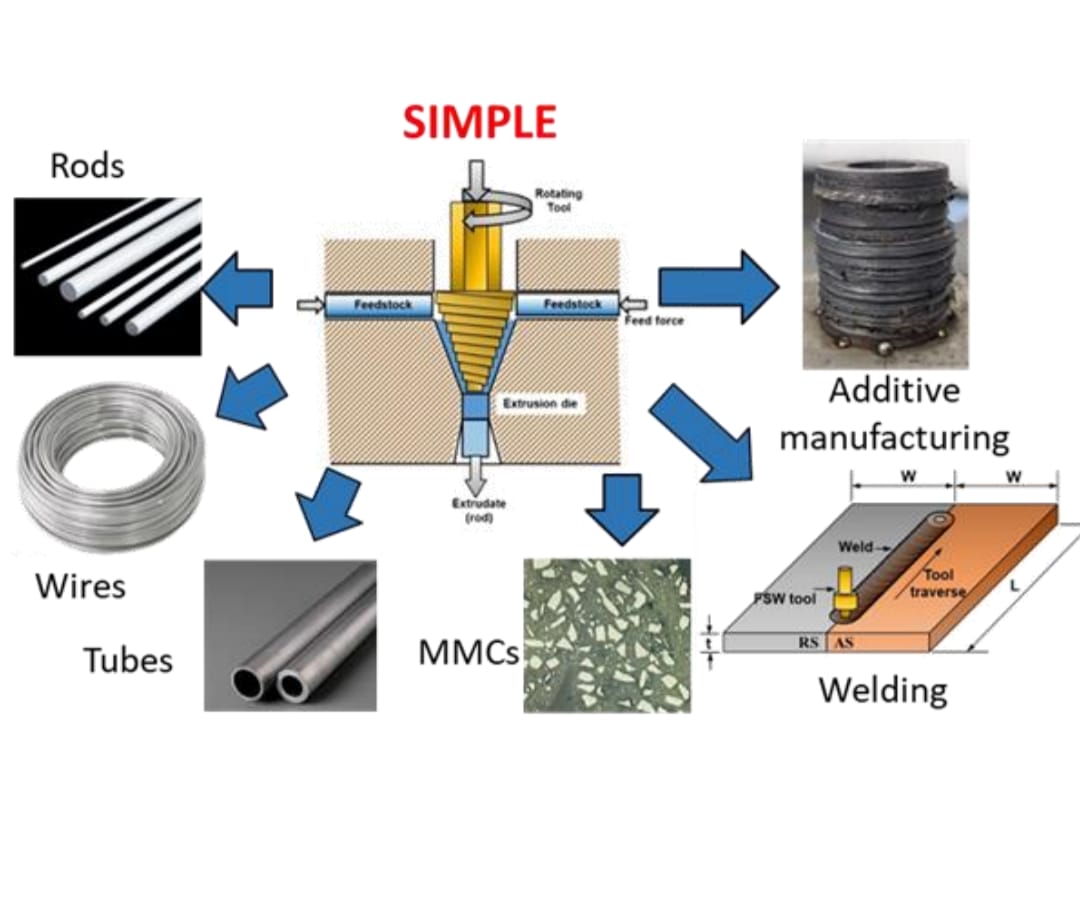 SIMPLE
Rods
Rotating
Tool
Feedstock
Feedstock
Feed force
Extrusion die
Extrudate
(rod)
Additive
manufacturing
Wires
Tubes
MMCs
W
W
Weld
Tool
traverse
FSW tool
L
t
RS
AS
Welding